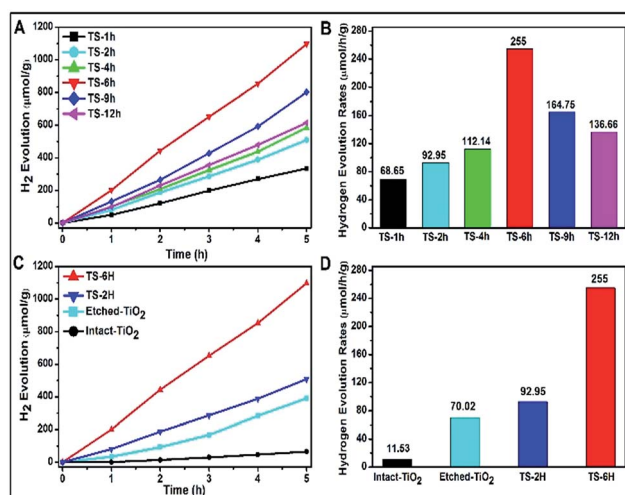 A
1200
1000
800
600
400
200
0
H2 Evolution (μmol/g)
TS-1h
TS-2h
TS-4h
TS-6h
TS-9h
TS-12h
0 1 2 3 4 5
Time (h)
B
280
240
200
160
120
80
40
0
Hydrogen Evolution Rates (μmol/h/g)
68.65
92.95
112.14
255
164.75
136.66
TS-1h TS-2h TS-4h TS-6h TS-9h TS-12h
C
1200
1000
800
600
400
200
0
H2 Evolution (μmol/g)
TS-6H
TS-2H
Etched-TiO2
Intact-TiO2
0 1 2 3 4 5
Time (h)
D
280
240
200
160
120
80
40
0
Hydrogen Evolution Rates (μmol/h/g)
11.53
70.02
92.95
255
Intact-TiO2 Etched-TiO2 TS-2H TS-6H